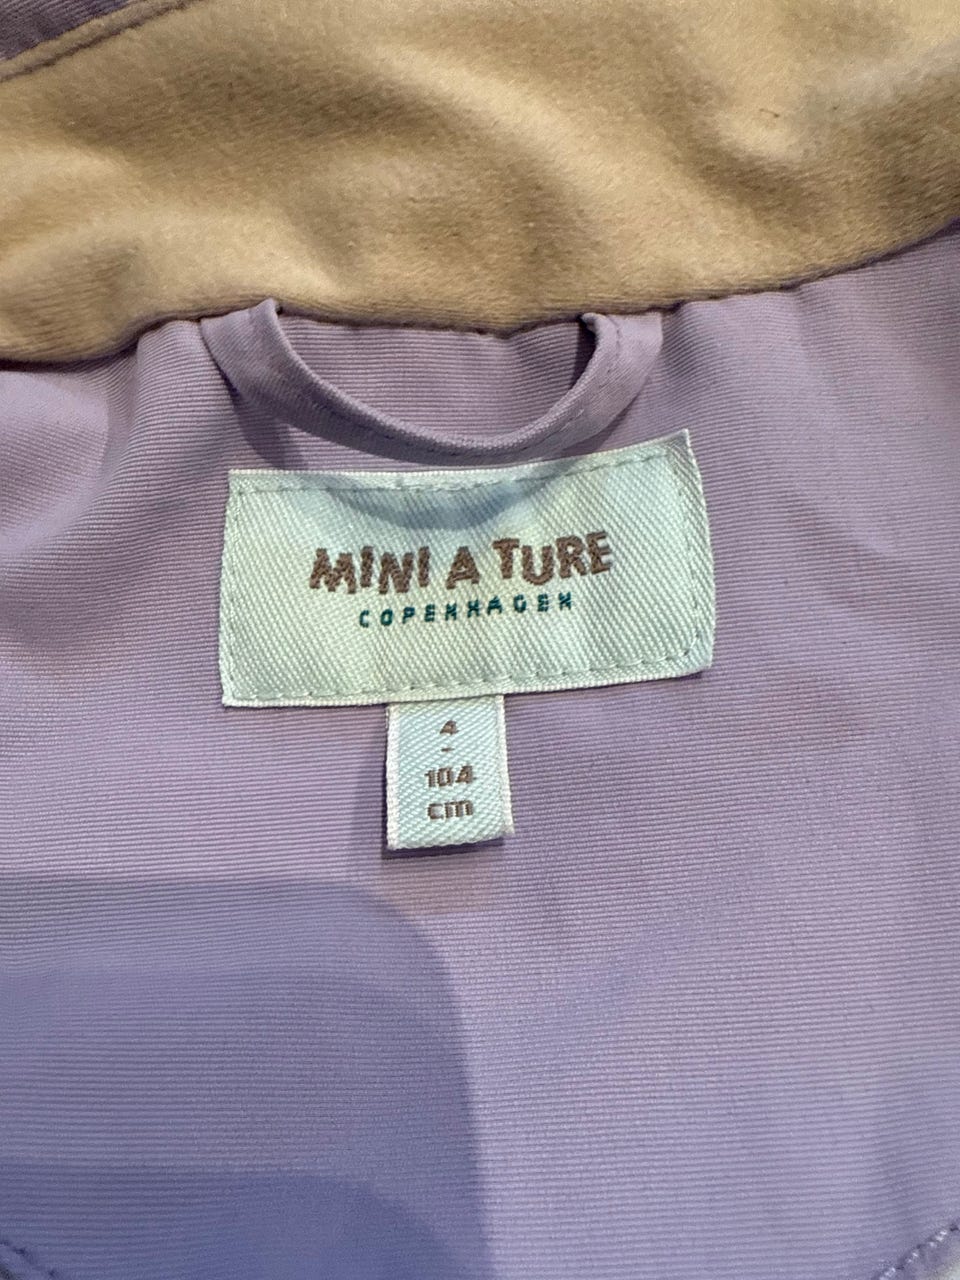 MINI A TURE
COPENHAGEN
4
-
104
cm